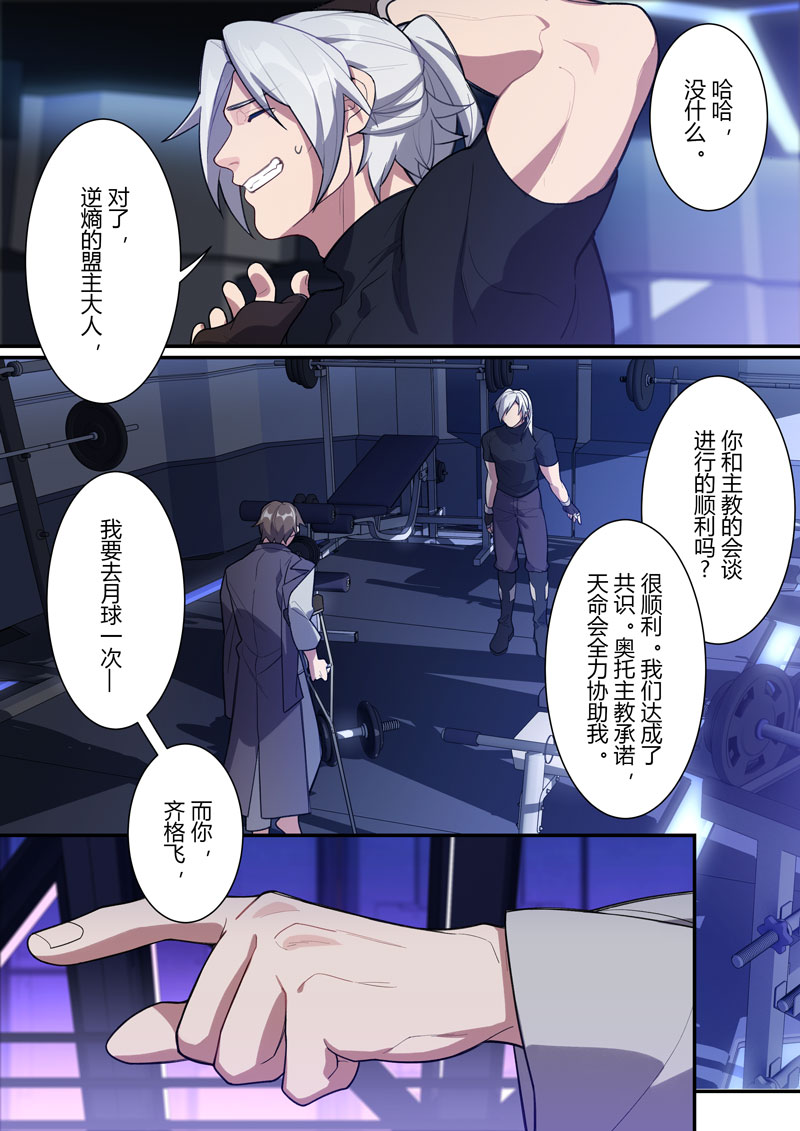 哈哈，
没什么。
对了，
逆熵的盟主大人，
你和主教的会谈
进行的顺利吗？
很顺利。我们达成了
共识。奥托主教承诺，
天命会全力协助我。
我要去月球一次—
而你，
齐格飞，